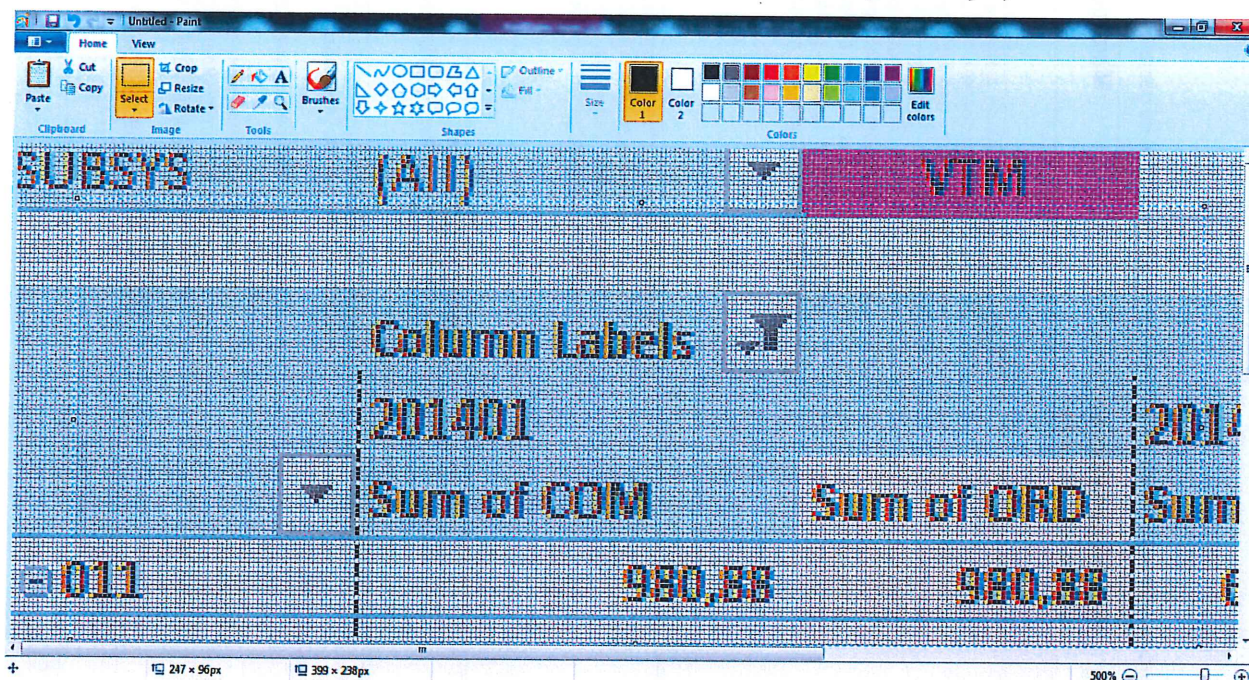 Untitled - Paint
Home View
Paste
Cut
Copy
Clipboard
Select
Crop
Resize
Rotate
Image
A
Tools
Brushes
Shapes
Outline
Fill
Size
Color 1
Color 2
Edit colors
Colors
SUBSYS (All) VTM
Column Labels
201401 2014
Sum of COM Sum of ORD Sum
011 980,88 980,88
247 × 96px 399 × 238px 500%